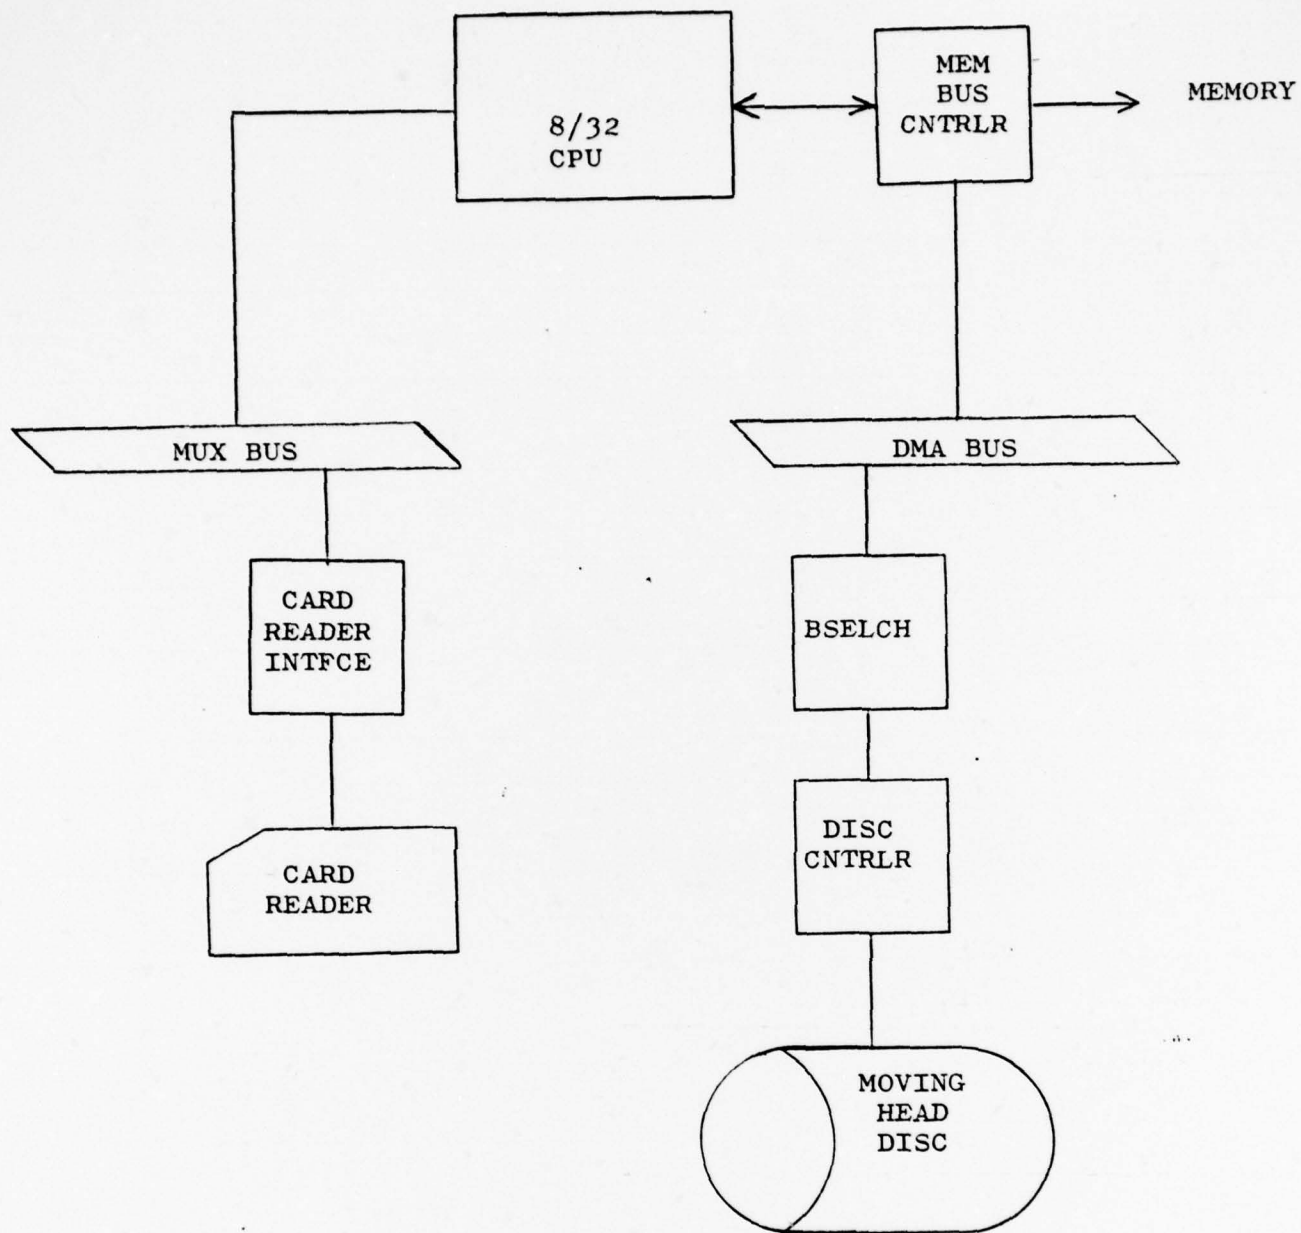 8/32
CPU
MEM
BUS
CNTRLR
MEMORY
MUX BUS
DMA BUS
CARD
READER
INTFCE
BSELCH
CARD
READER
DISC
CNTRLR
MOVING
HEAD
DISC